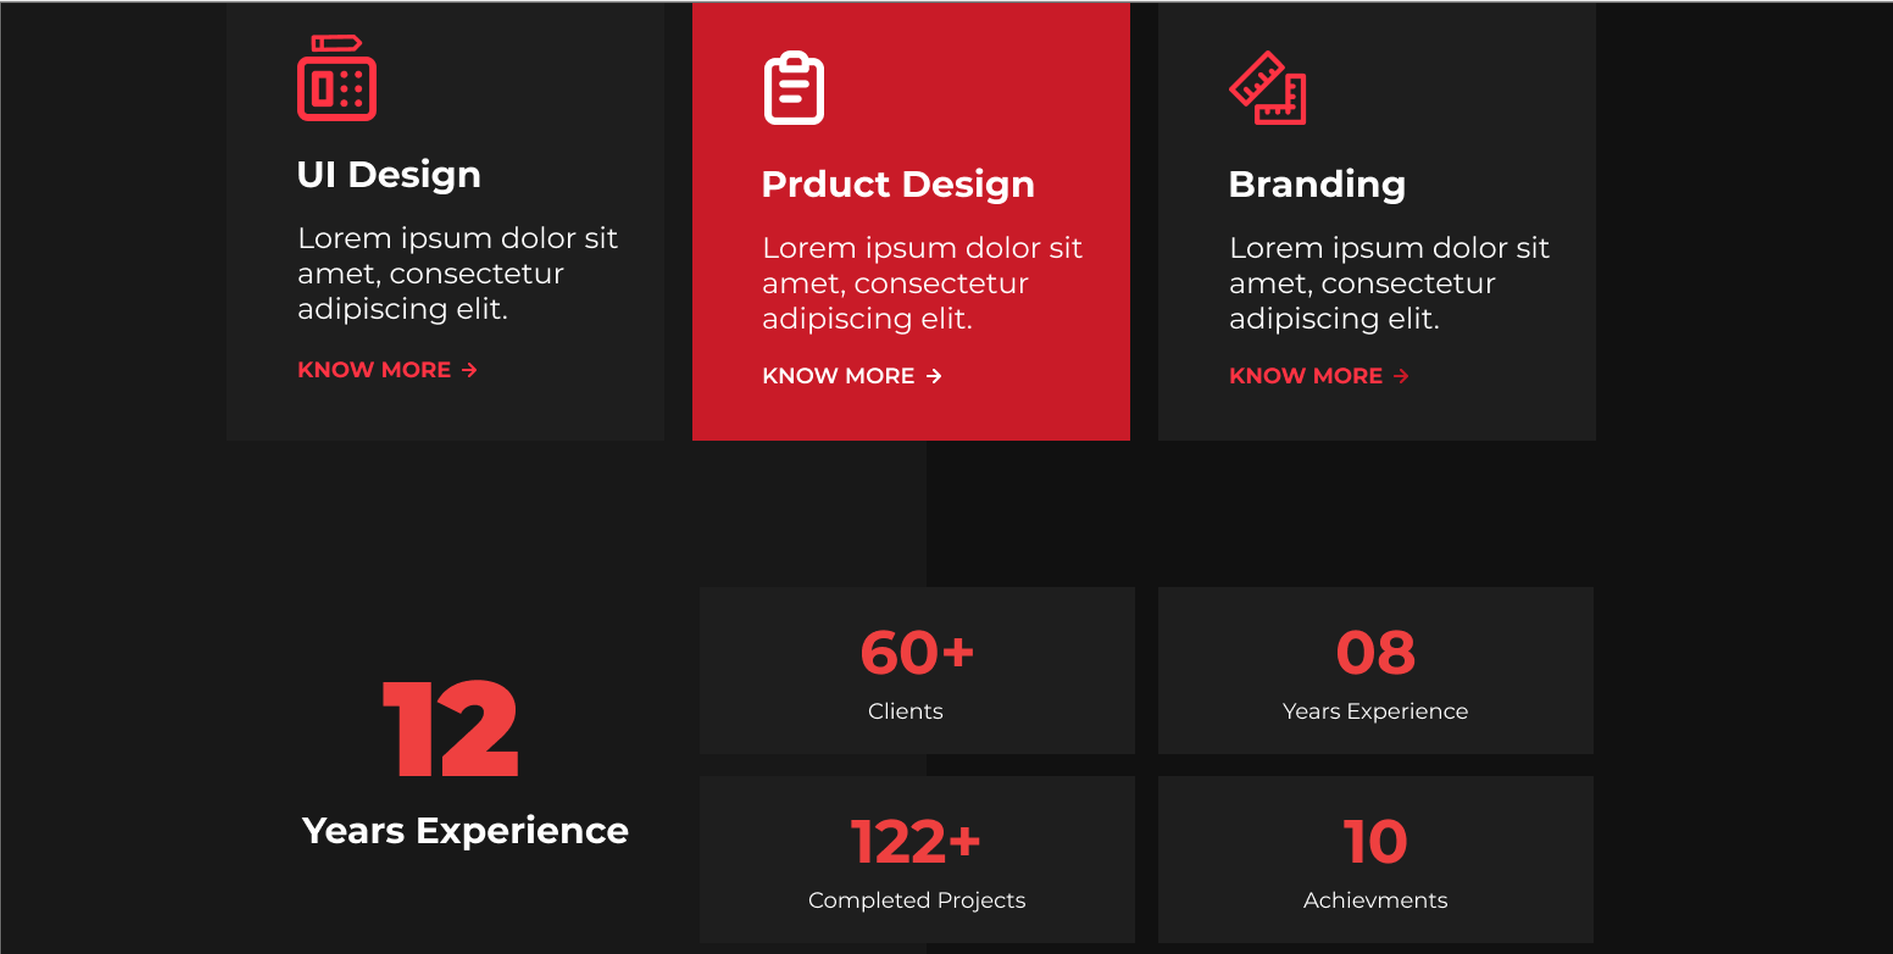 UI Design
Lorem ipsum dolor sit
amet, consectetur
adipiscing elit.
KNOW MORE →
Prduct Design
Lorem ipsum dolor sit
amet, consectetur
adipiscing elit.
KNOW MORE →
Branding
Lorem ipsum dolor sit
amet, consectetur
adipiscing elit.
KNOW MORE →
12
Years Experience
60+
Clients
08
Years Experience
122+
Completed Projects
10
Achievments